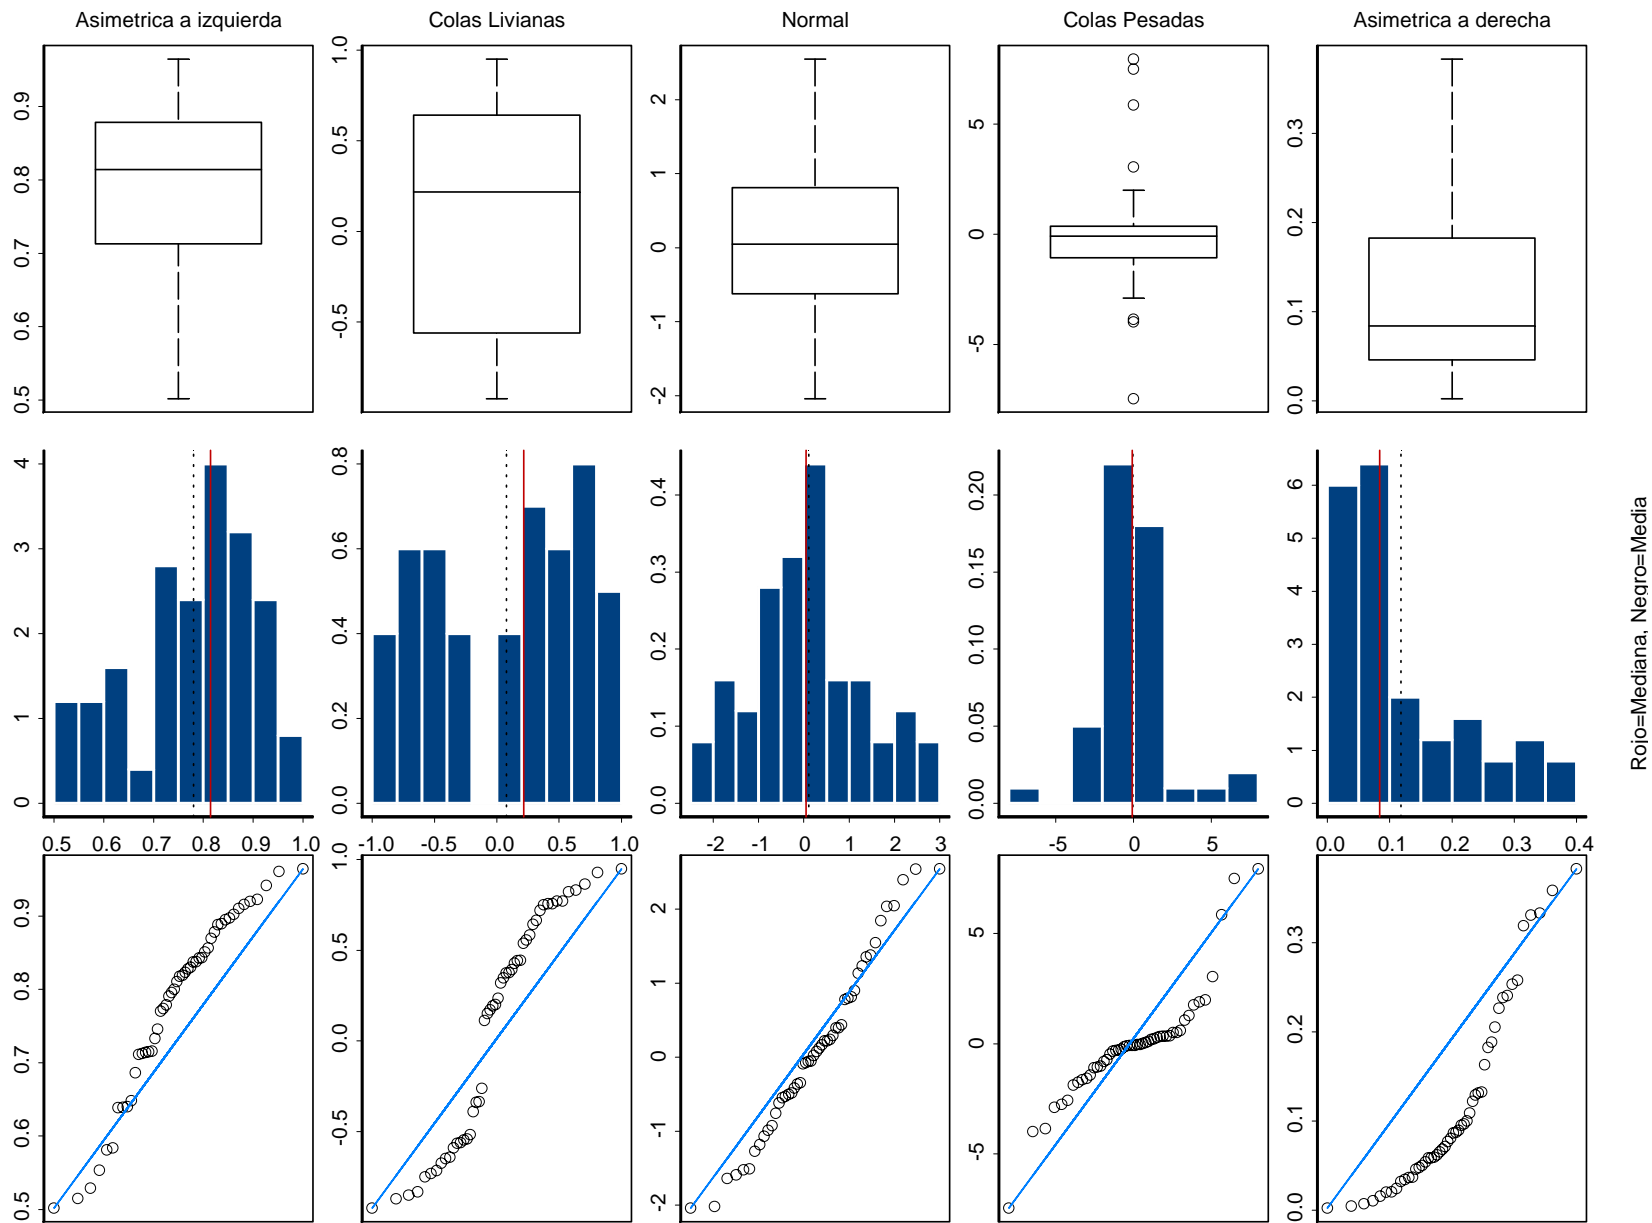 Asimetrica a izquierda
Colas Livianas
Normal
Colas Pesadas
Asimetrica a derecha
0.5 0.6 0.7 0.8 0.9
-0.5 0.0 0.5 1.0
-2 -1 0 1 2
-5 0 5
0.0 0.1 0.2 0.3
0 1 2 3 4
0.0 0.2 0.4 0.6 0.8
0.0 0.1 0.2 0.3 0.4
0.00 0.05 0.10 0.15 0.20
0 1 2 3 4 5 6
0.5 0.6 0.7 0.8 0.9 1.0
-1.0 -0.5 0.0 0.5 1.0
-2 -1 0 1 2 3
-5 0 5
0.0 0.1 0.2 0.3 0.4
Rojo=Mediana, Negro=Media
0.5 0.6 0.7 0.8 0.9
-0.5 0.0 0.5 1.0
-2 -1 0 1 2
-5 0 5
0.0 0.1 0.2 0.3